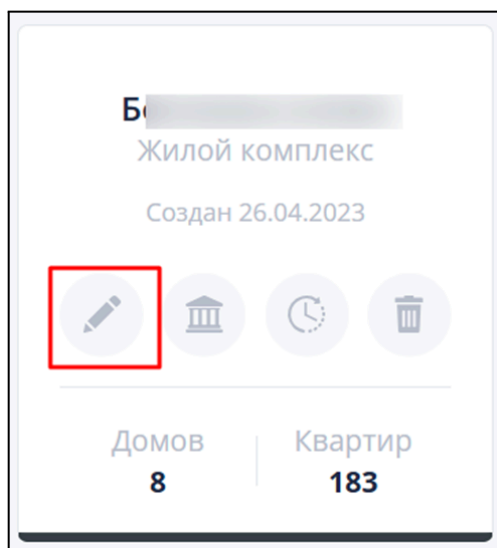 Жилой комплекс
Создан 26.04.2023
Домов
Квартир
8
183